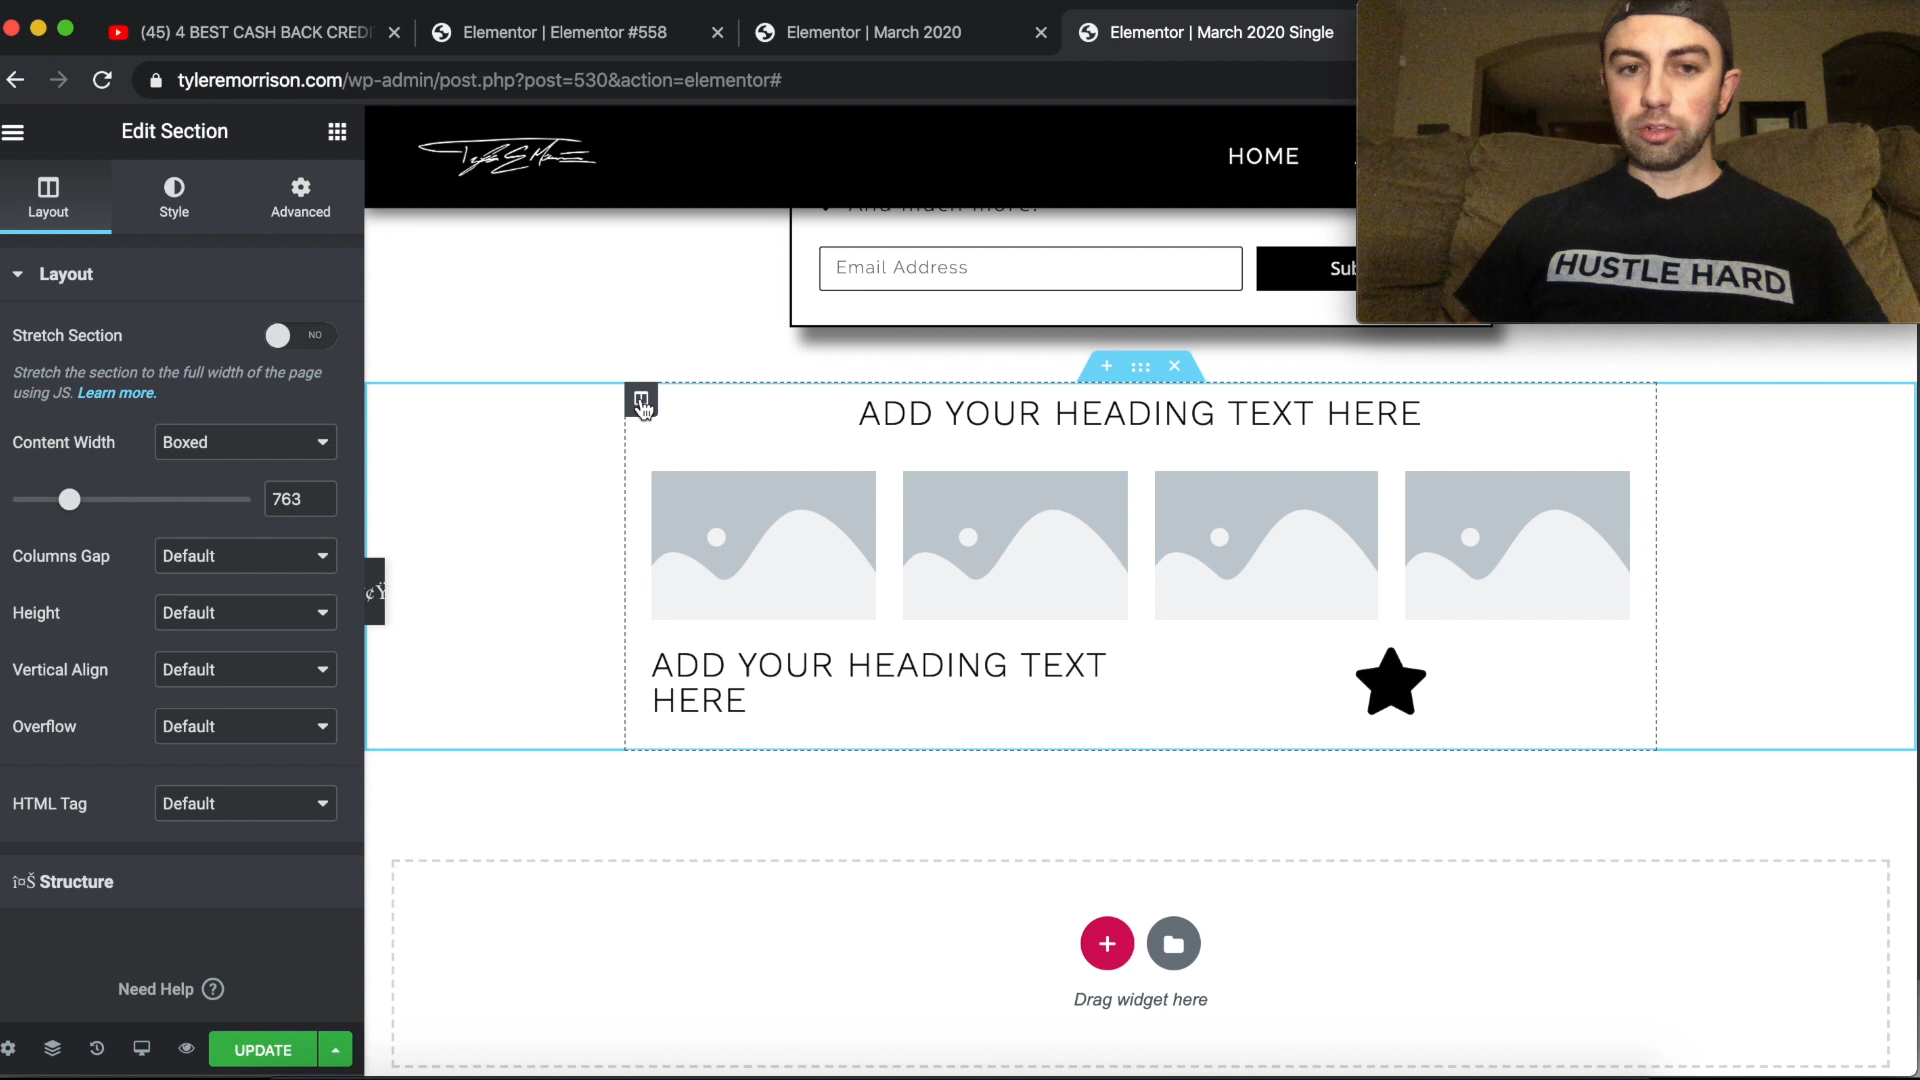 (45) 4 BEST CASH BACK CREDI
Elementor | Elementor #558
Elementor | March 2020
Elementor | March 2020 Single
tyleremorrison.com/wp-admin/post.php?post=530&action=elementor#
Edit Section
Layout
Style
Advanced
Layout
Stretch Section
NO
Stretch the section to the full width of the page
using JS. Learn more.
Content Width
Boxed
763
Columns Gap
Default
Height
Default
Vertical Align
Default
Overflow
Default
HTML Tag
Default
Structure
Need Help
UPDATE
HOME
And much more!
Email Address
Sub
ADD YOUR HEADING TEXT HERE
ADD YOUR HEADING TEXT
HERE
Drag widget here
HUSTLE HARD